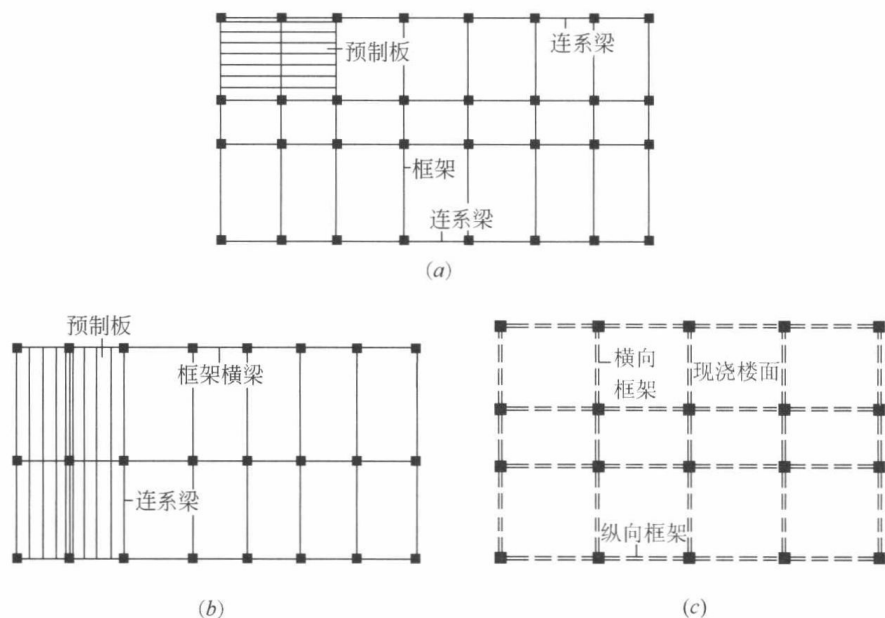 预制板
连系梁
框架
连系梁
(a)
预制板
框架横梁
连系梁
(b)
横向
框架
现浇楼面
纵向框架
(c)